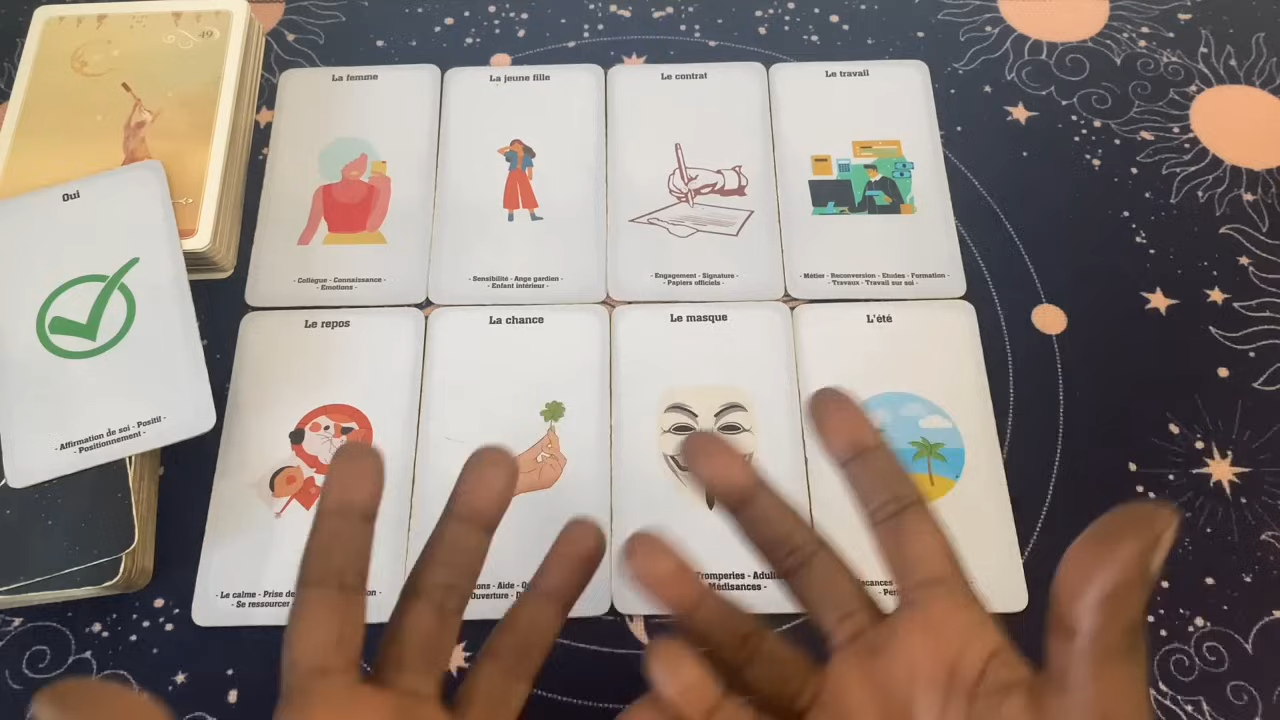 49
Oui
- Affirmation de soi - Positif -
- Positionnement -
La femme
- Collègue - Connaissance -
- Emotions -
La jeune fille
- Sensibilité - Ange gardien -
- Enfant intérieur -
Le contrat
- Engagement - Signature -
- Papiers officiels -
Le travail
- Métier - Reconversion - Etudes - Formation -
- Travaux - Travail sur soi -
Le repos
- Le calme - Prise de
- Se ressourcer
La chance
- Aide -
Ouverture -
Le masque
Tromperies -
Médisances -
L'été